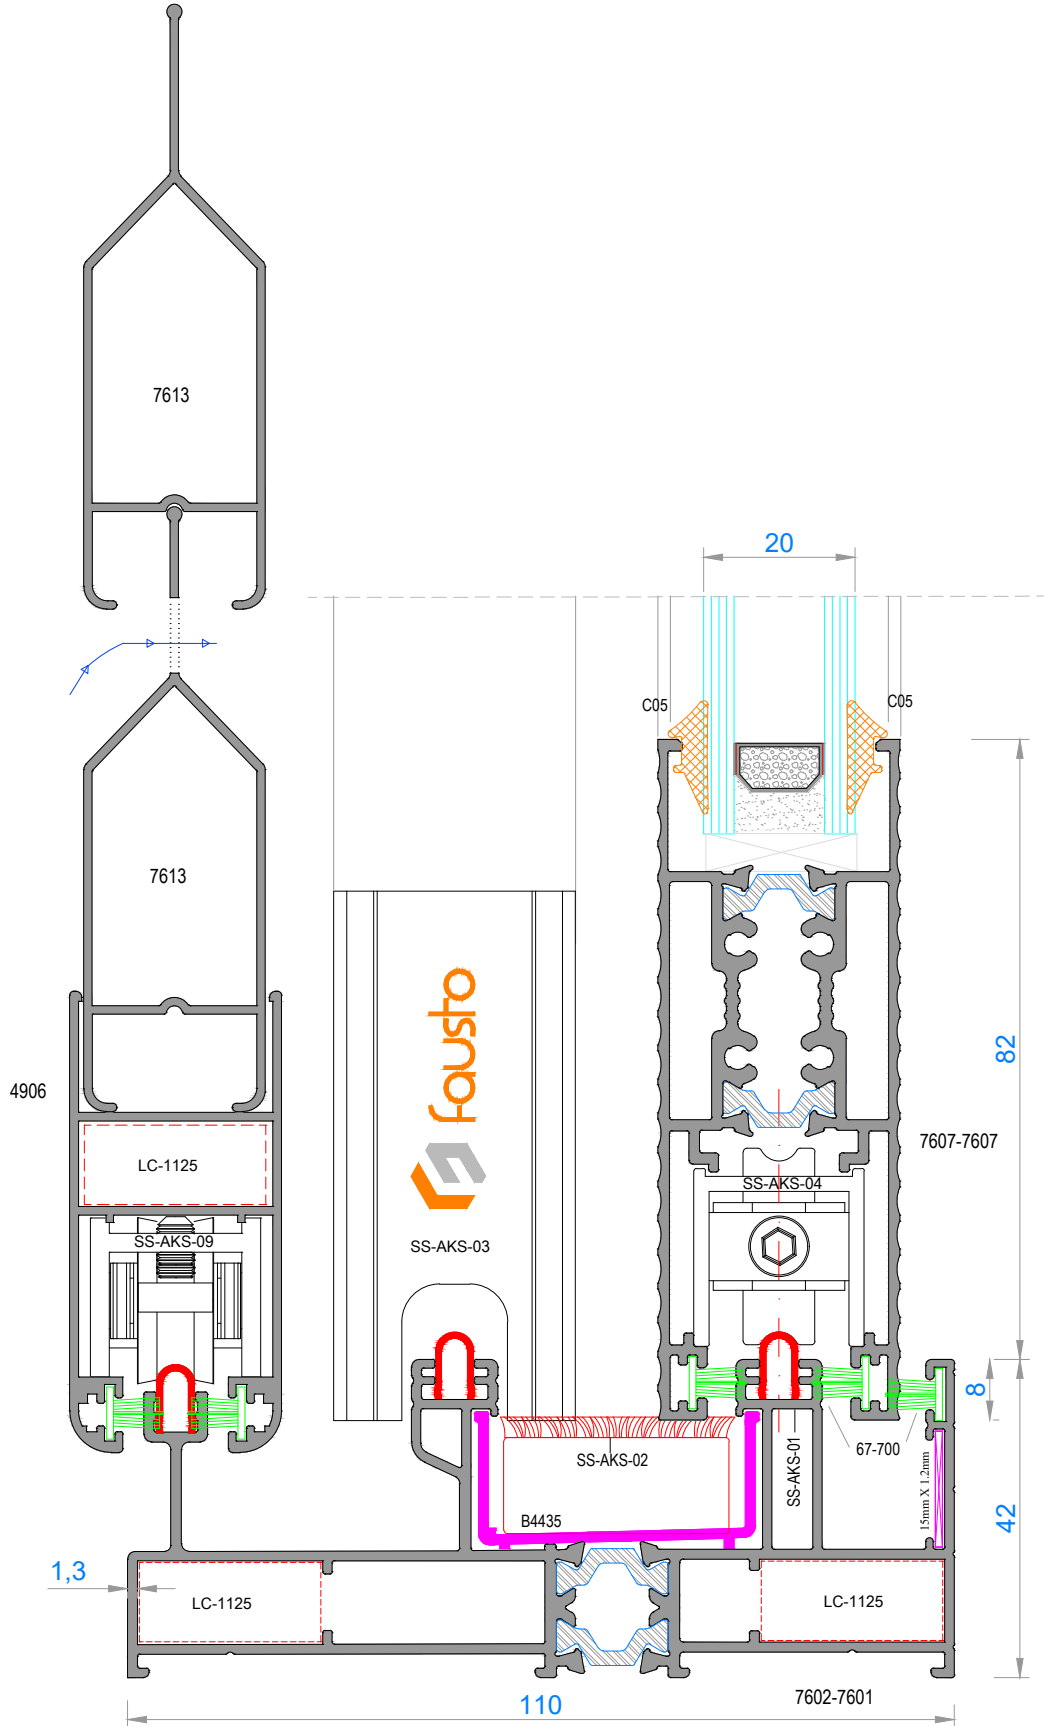 7613
20
C05
C05
7613
fausto
82
4906
7607-7607
LC-1125
SS-AKS-04
SS-AKS-09
SS-AKS-03
8
67-700
SS-AKS-02
SS-AKS-01
15mm X 1.2mm
B4435
42
1,3
LC-1125
LC-1125
7602-7601
110